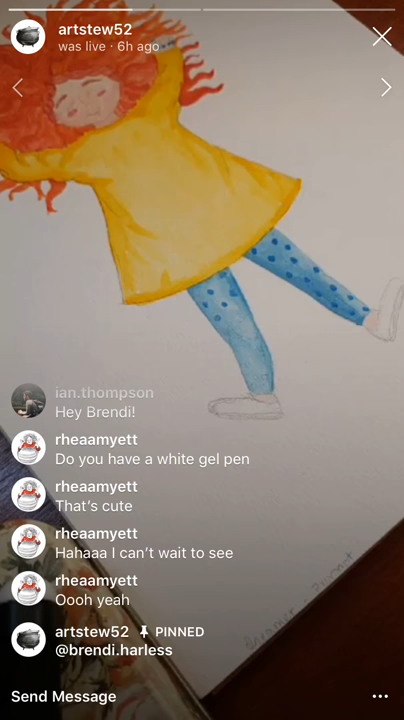 artstew52
was live · 6h ago
ian.thompson
Hey Brendi!
rheaamyett
Do you have a white gel pen
rheaamyett
That's cute
rheaamyett
Hahaaa I can't wait to see
rheaamyett
Oooh yeah
artstew52 PINNED
@brendi.harless
Send Message